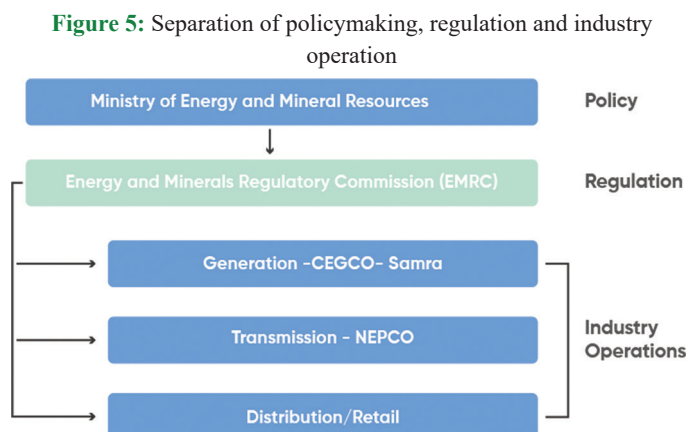 Figure 5: Separation of policymaking, regulation and industry
operation
Ministry of Energy and Mineral Resources
Policy
Energy and Minerals Regulatory Commission (EMRC)
Regulation
Generation -CEGCO- Samra
Transmission - NEPCO
Industry
Operations
Distribution/Retail